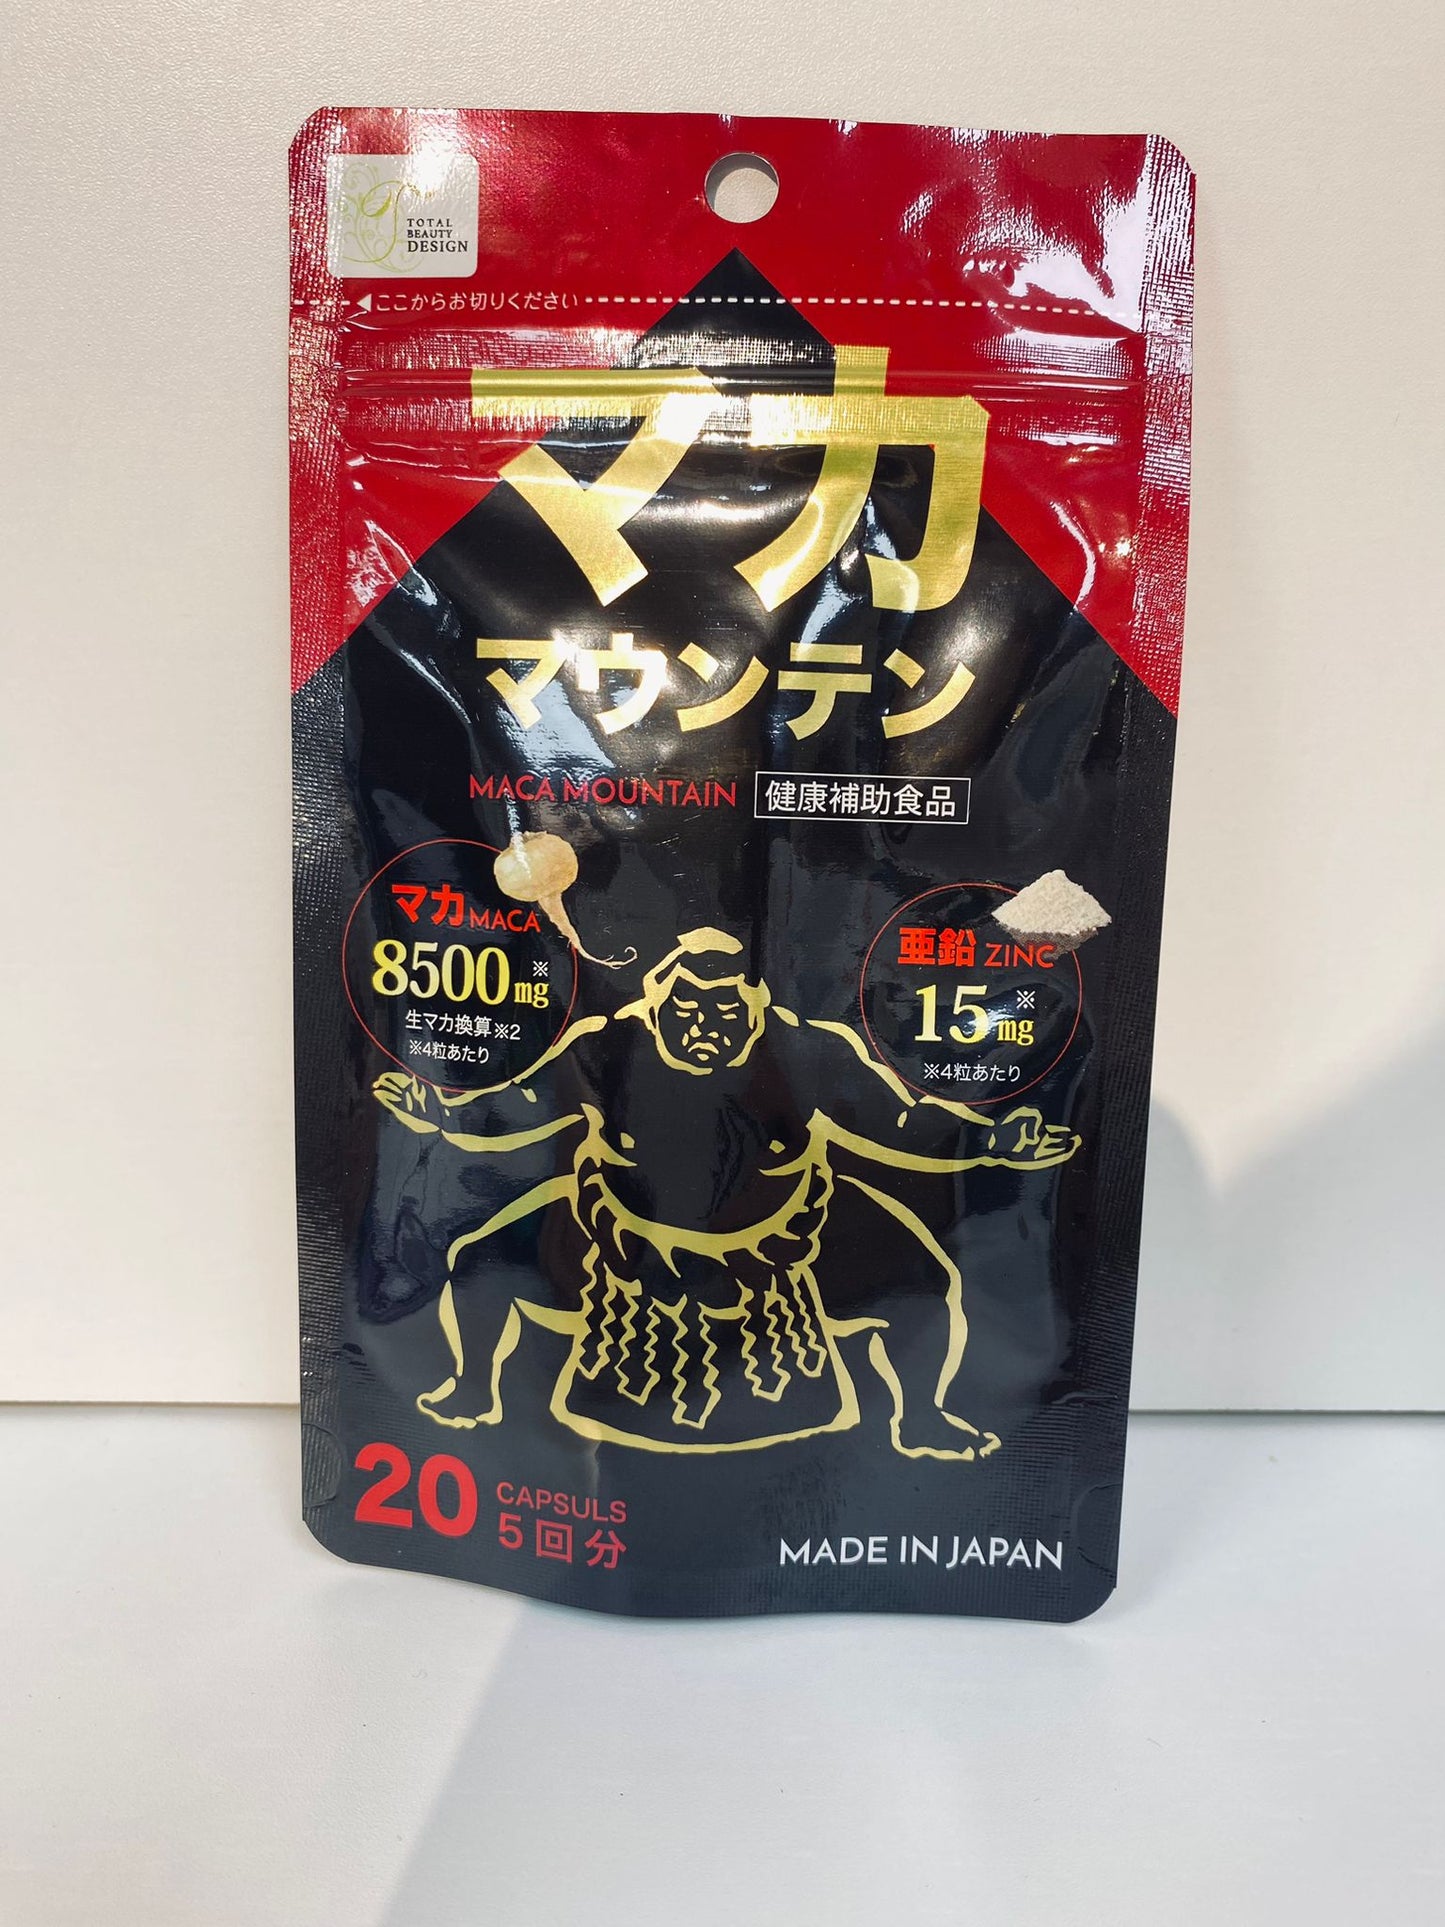 TOTAL
BEAUTY
DESIGN
◀ここからお切りください
マカ
マウンテン
MACA MOUNTAIN 健康補助食品
マカ MACA
8500mg※
生マカ換算※2
※4粒あたり
亜鉛 ZINC
15mg※
※4粒あたり
20 CAPSULS
5回分
MADE IN JAPAN